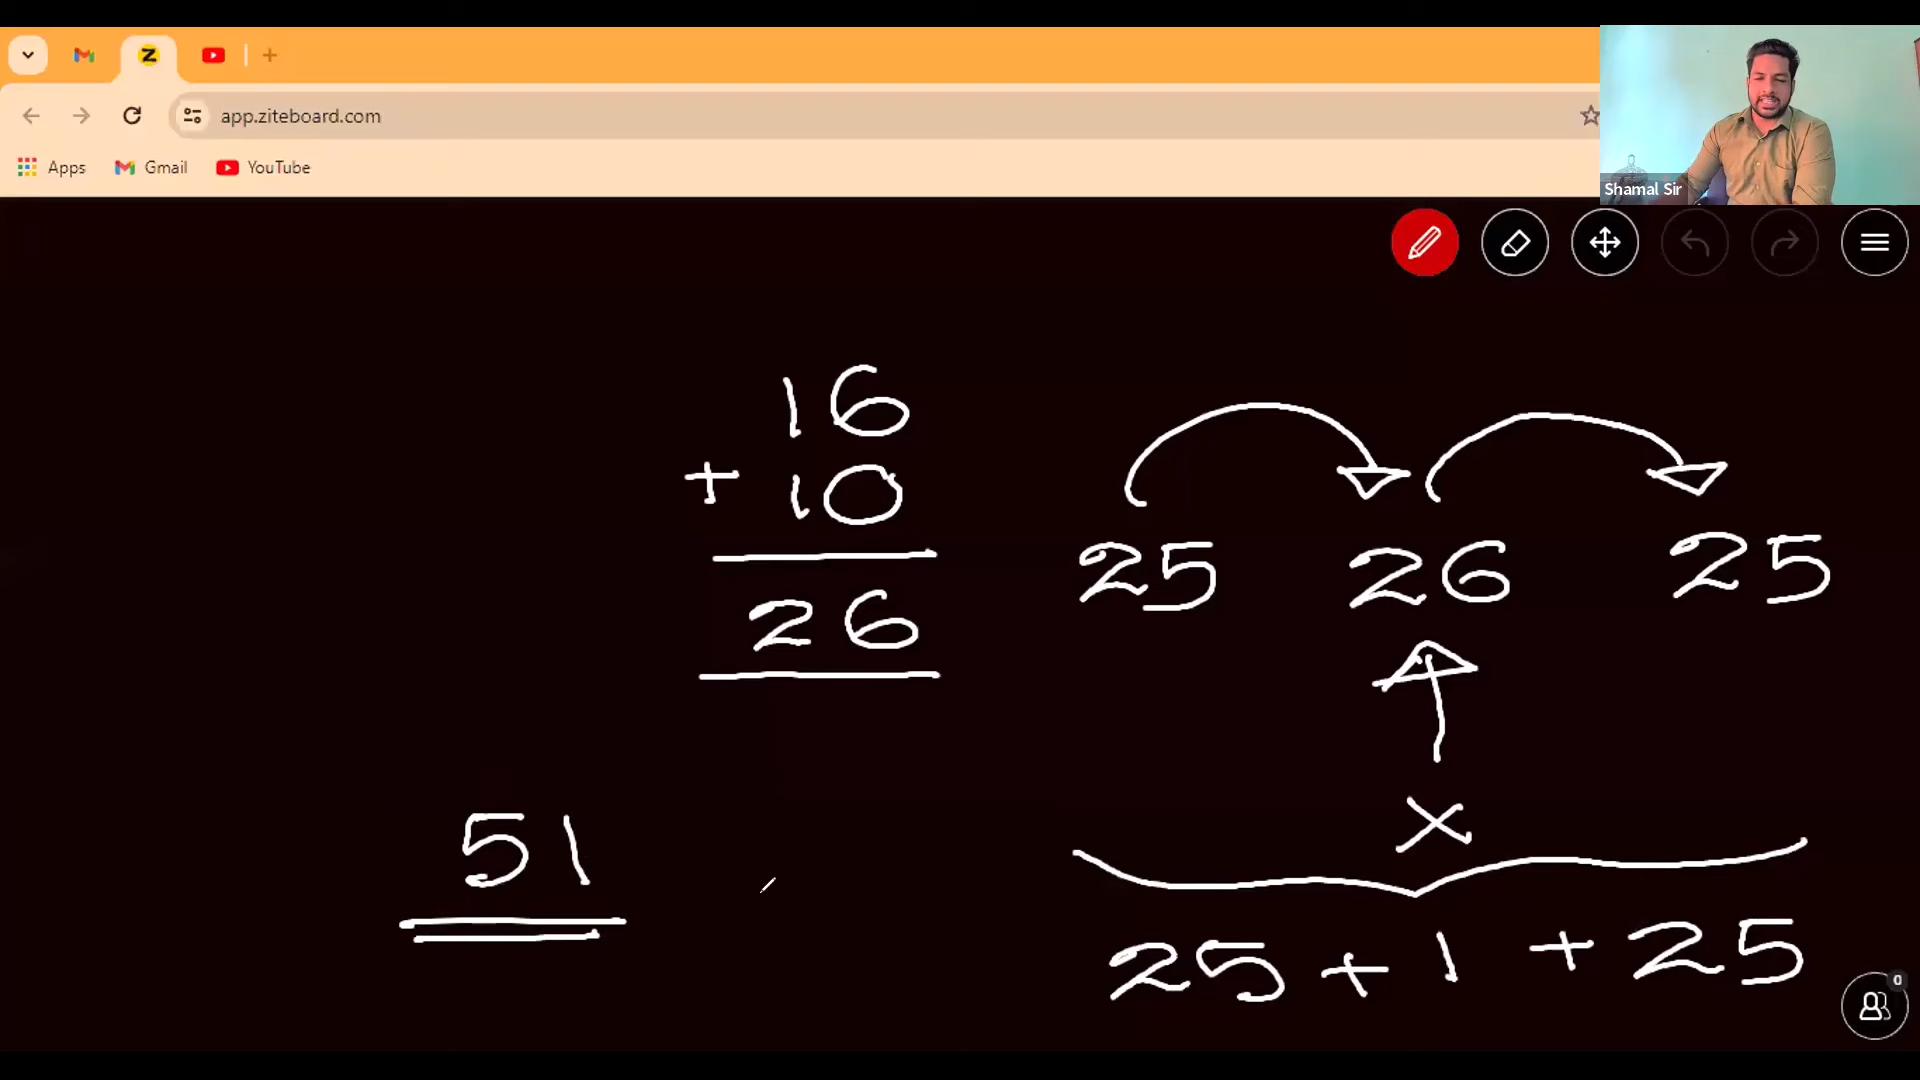 app.ziteboard.com
Apps Gmail YouTube
Shamal Sir
16
+ 10
26
25 26 25
x
51
25 + 1 + 25
0